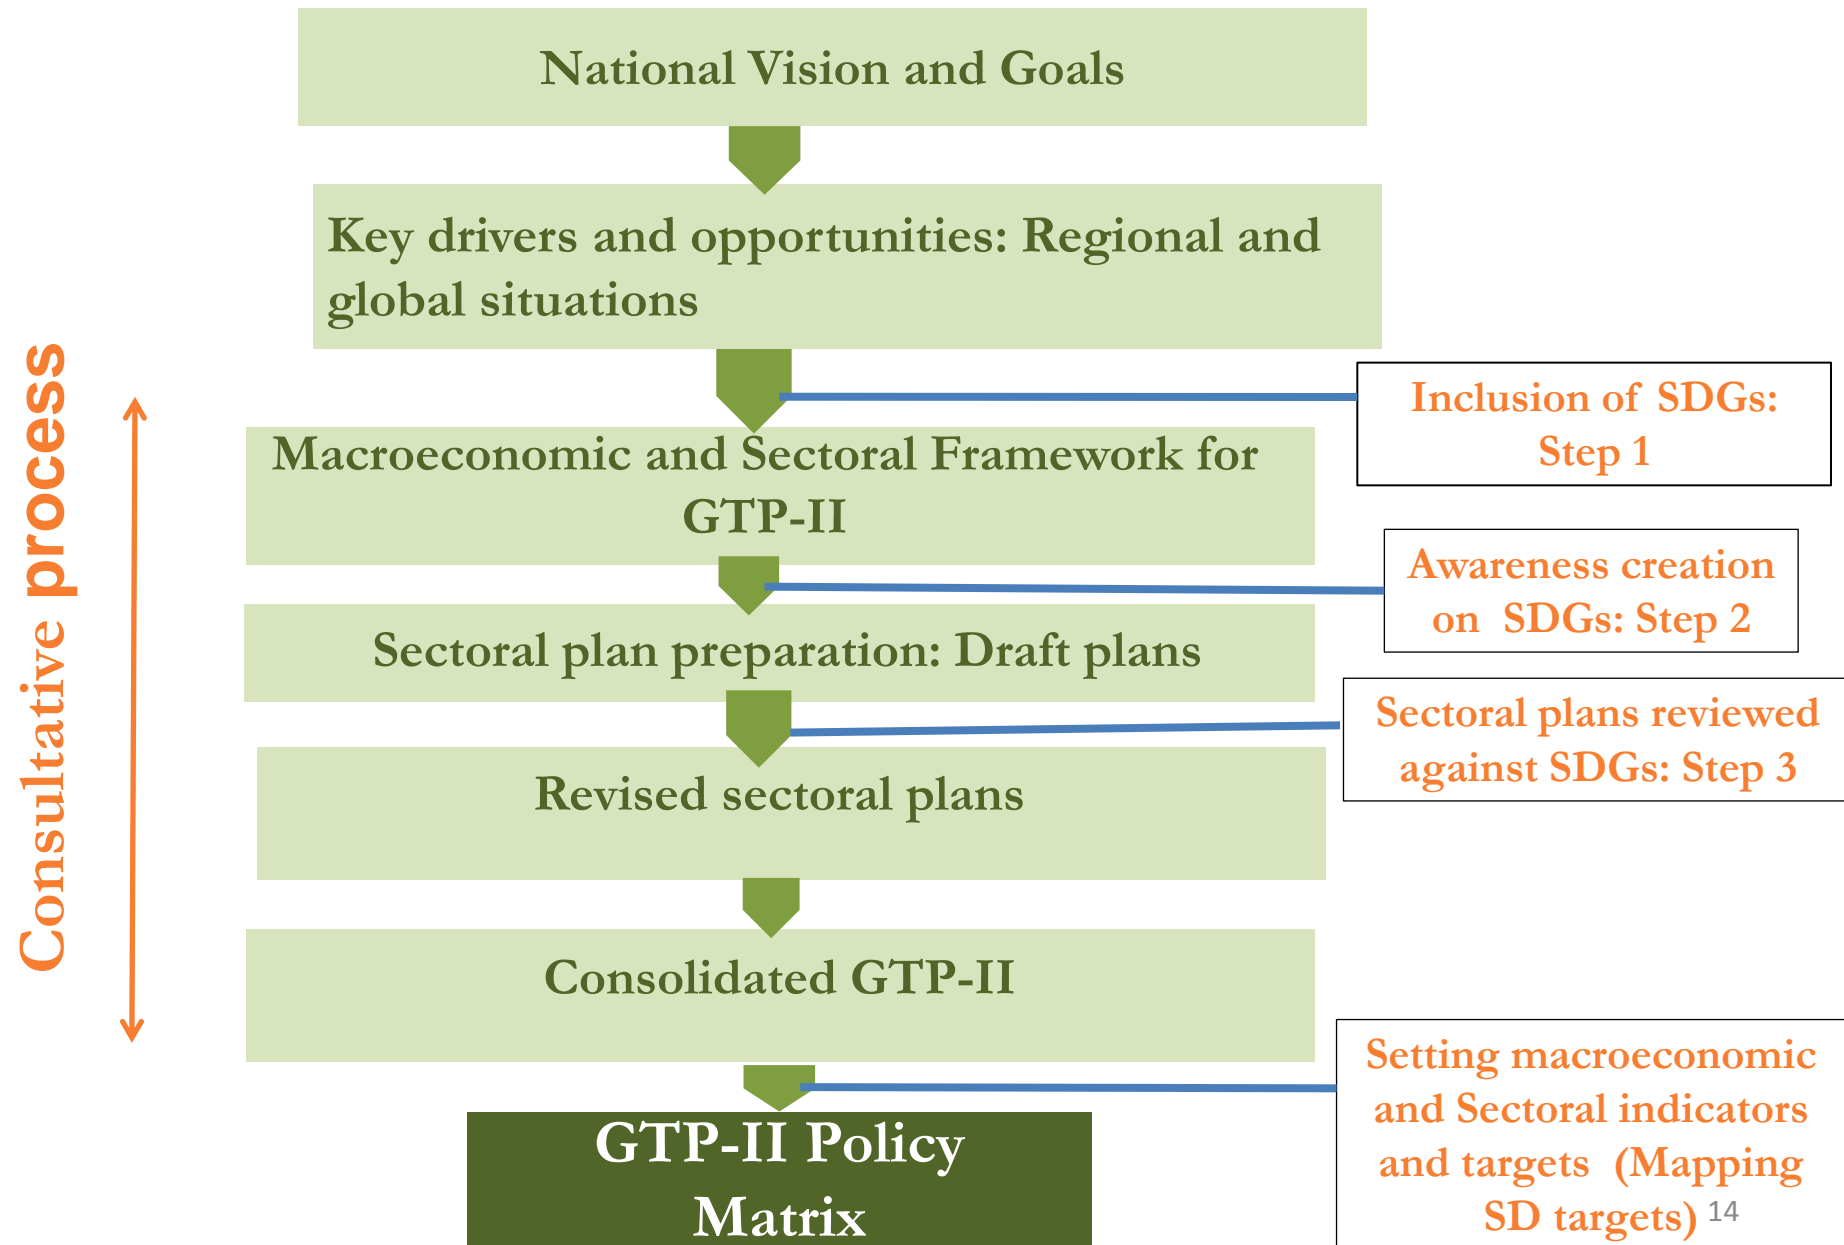 National Vision and Goals
Key drivers and opportunities: Regional and
global situations
Inclusion of SDGs:
Step 1
Macroeconomic and Sectoral Framework for
GTP-II
Awareness creation
on SDGs: Step 2
Sectoral plan preparation: Draft plans
Sectoral plans reviewed
against SDGs: Step 3
Revised sectoral plans
Consolidated GTP-II
Setting macroeconomic
and Sectoral indicators
and targets (Mapping
SD targets)
GTP-II Policy
Matrix
Consultative process
14